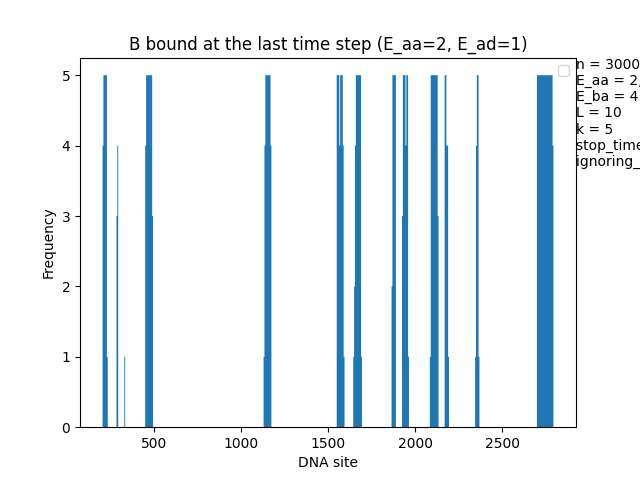 B bound at the last time step (E_aa=2, E_ad=1)
n = 3000
E_aa = 2,
E_ba = 4
L = 10
k = 5
stop_time
ignoring_
5
4
3
2
1
0
Frequency
500
1000
1500
2000
2500
DNA site